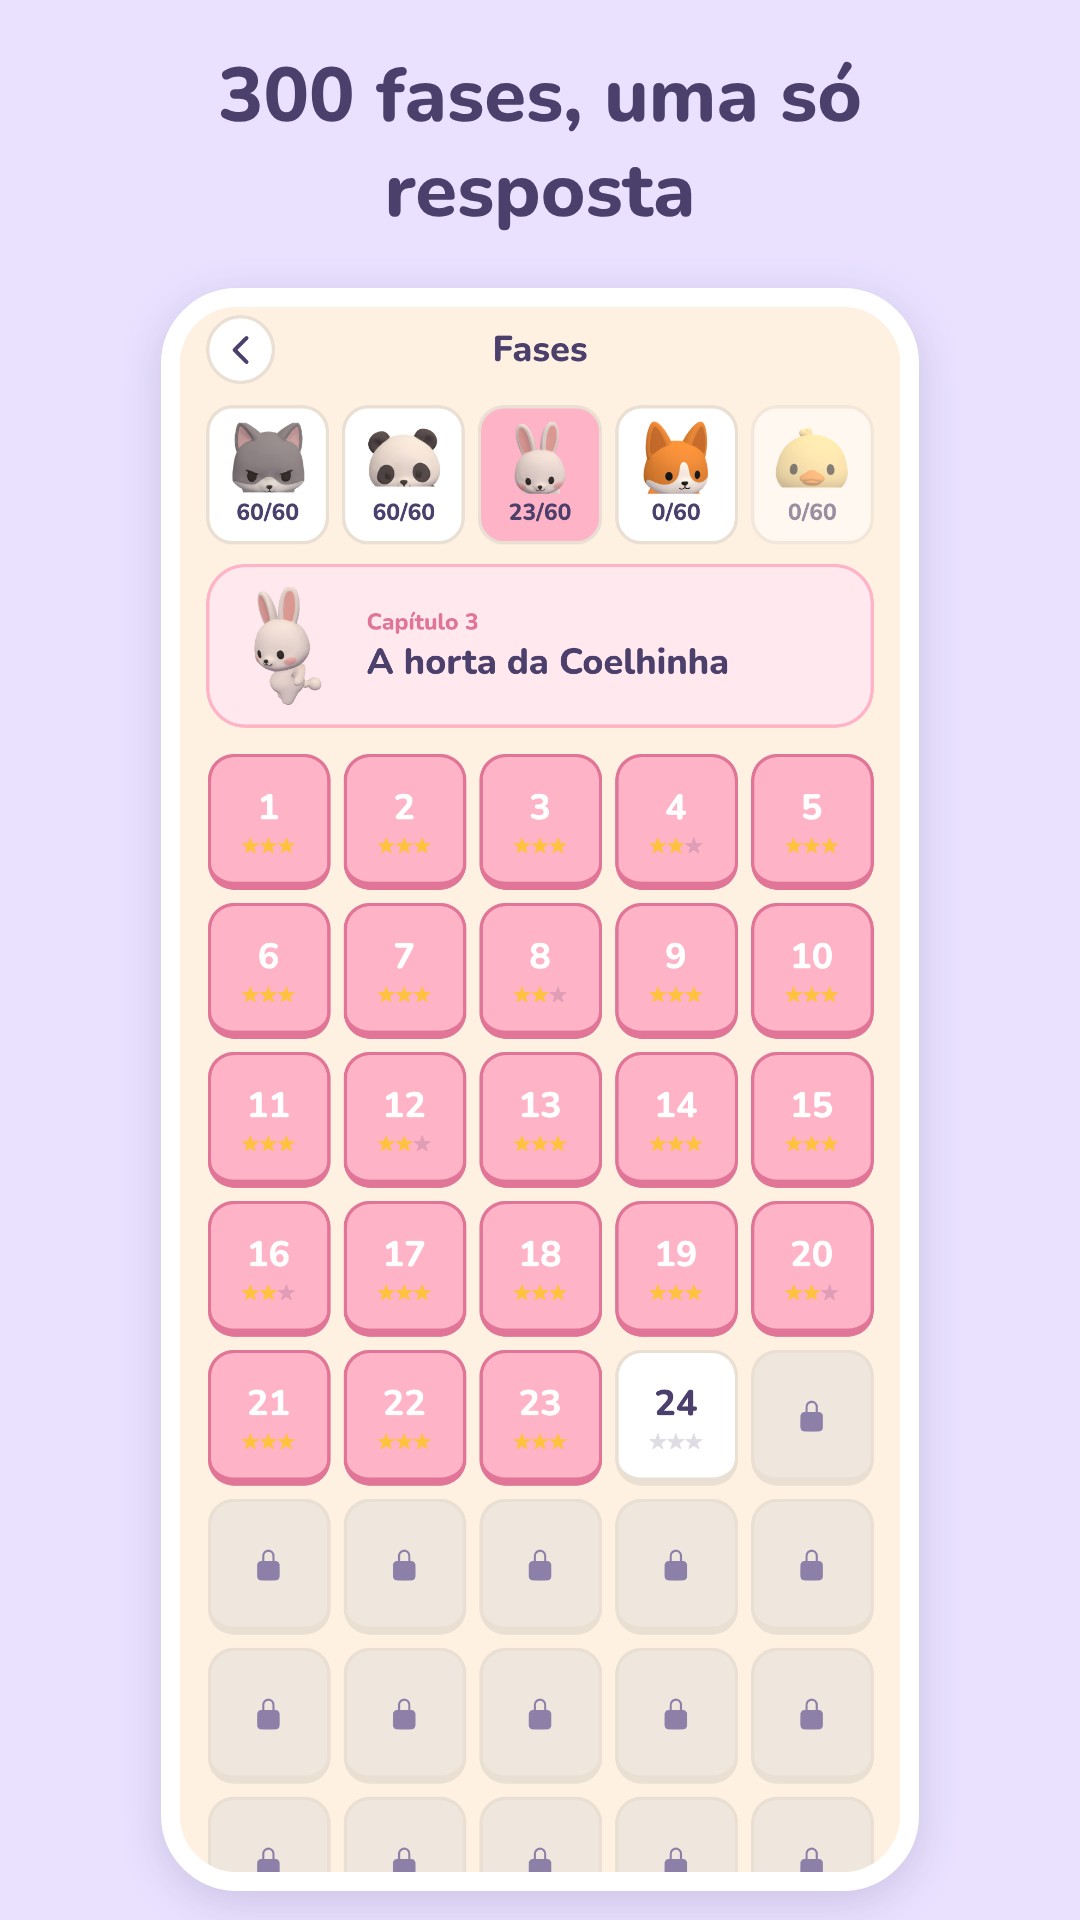 300 fases, uma só
resposta
Fases
60/60 60/60 23/60 0/60 0/60
Capítulo 3
A horta da Coelhinha
1 2 3 4 5
6 7 8 9 10
11 12 13 14 15
16 17 18 19 20
21 22 23 24